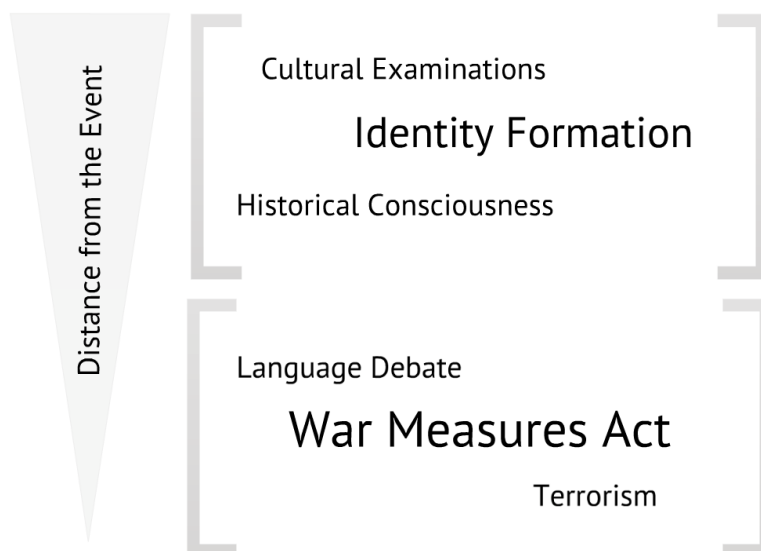 Distance from the Event
Cultural Examinations
Identity Formation
Historical Consciousness
Language Debate
War Measures Act
Terrorism